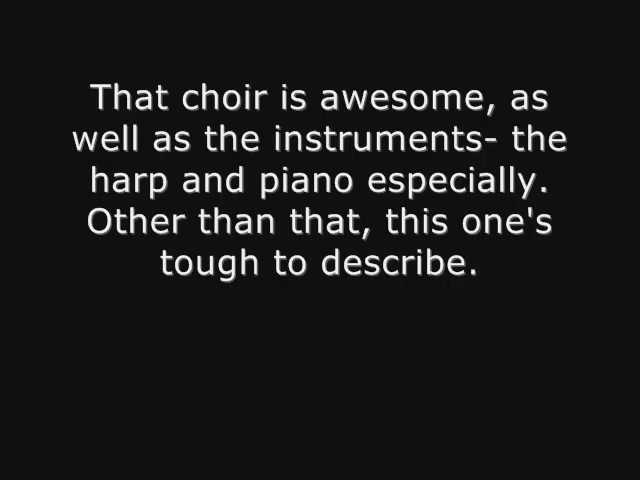 That choir is awesome, as
well as the instruments- the
harp and piano especially.
Other than that, this one's
tough to describe.